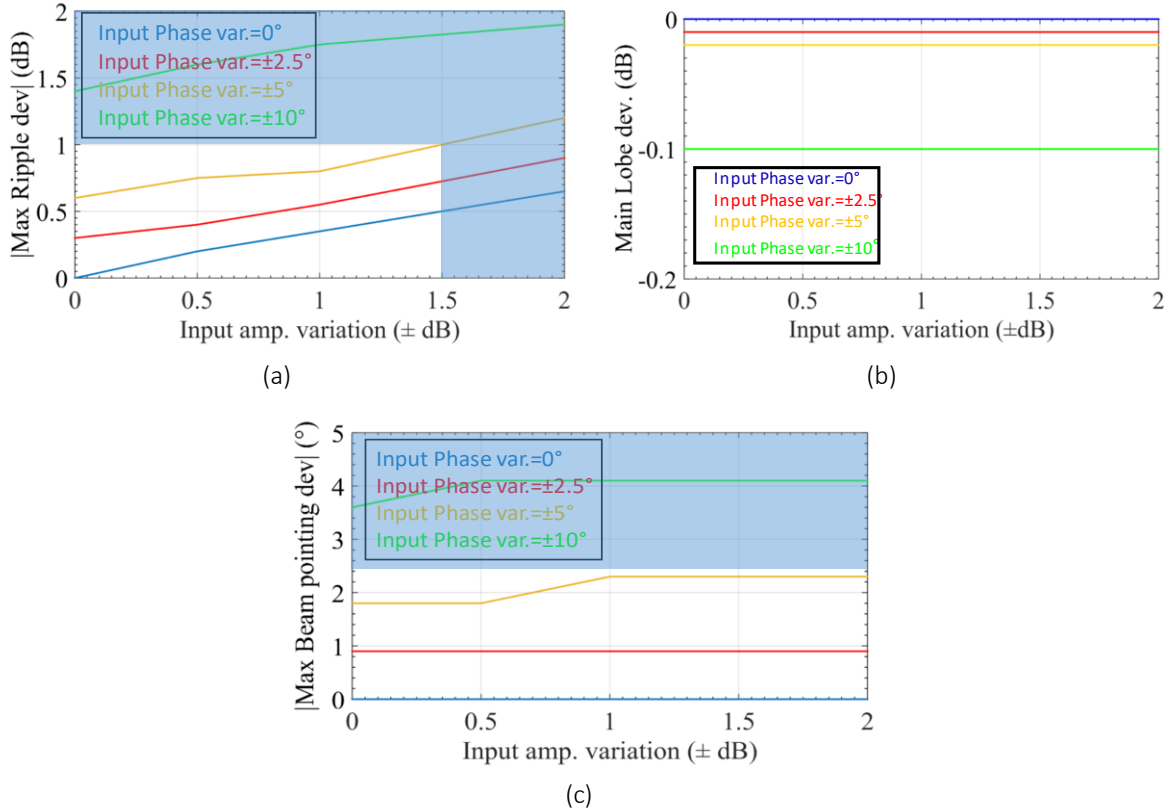 |Max Ripple dev| (dB)
2
1.5
1
0.5
0
Input Phase var.=0°
Input Phase var.=±2.5°
Input Phase var.=±5°
Input Phase var.=±10°
0 0.5 1 1.5 2
Input amp. variation (± dB)
(a)
Main Lobe dev. (dB)
0
-0.1
-0.2
Input Phase var.=0°
Input Phase var.=±2.5°
Input Phase var.=±5°
Input Phase var.=±10°
0 0.5 1 1.5 2
Input amp. variation (±dB)
(b)
|Max Beam pointing dev| (°)
5
4
3
2
1
0
Input Phase var.=0°
Input Phase var.=±2.5°
Input Phase var.=±5°
Input Phase var.=±10°
0 0.5 1 1.5 2
Input amp. variation (± dB)
(c)